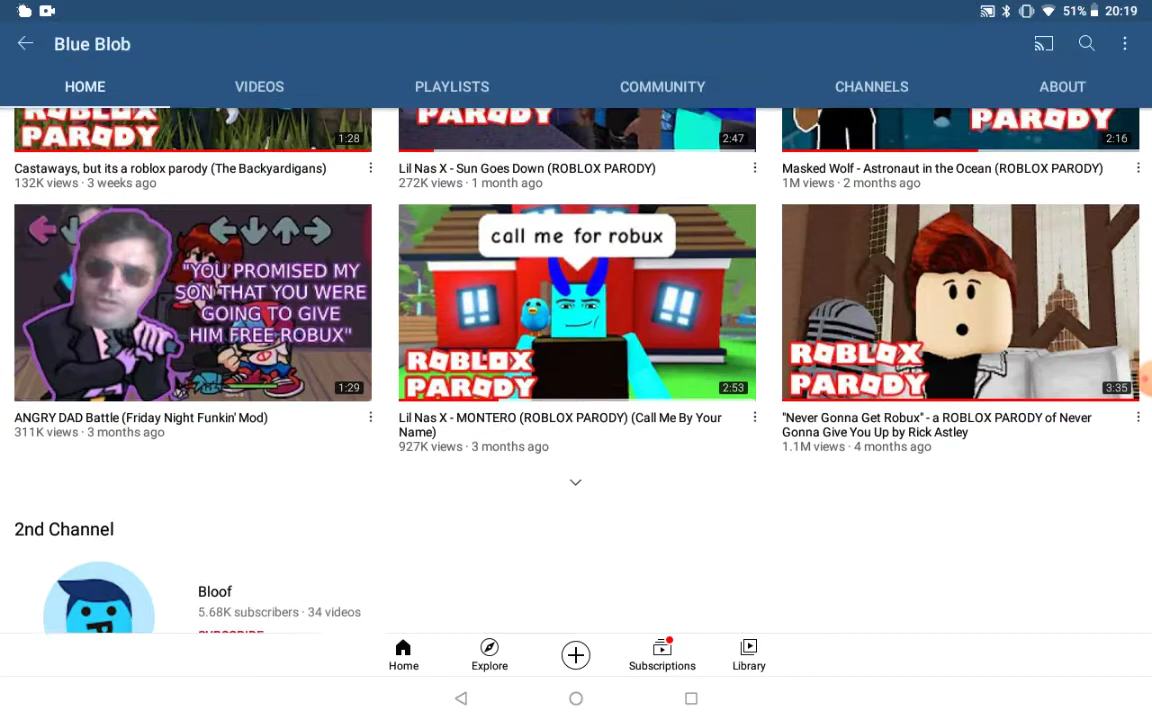 51% 20:19
Blue Blob
HOME VIDEOS PLAYLISTS COMMUNITY CHANNELS ABOUT
ROBLOX
PARODY
1:28
PARODY
2:47
PARODY
2:16
Castaways, but its a roblox parody (The Backyardigans)
132K views · 3 weeks ago
Lil Nas X - Sun Goes Down (ROBLOX PARODY)
272K views · 1 month ago
Masked Wolf - Astronaut in the Ocean (ROBLOX PARODY)
1M views · 2 months ago
"YOU PROMISED MY
SON THAT YOU WERE
GOING TO GIVE
HIM FREE ROBUX"
1:29
call me for robux
ROBLOX
PARODY
2:53
ROBLOX
PARODY
3:35
ANGRY DAD Battle (Friday Night Funkin' Mod)
311K views · 3 months ago
Lil Nas X - MONTERO (ROBLOX PARODY) (Call Me By Your
Name)
927K views · 3 months ago
"Never Gonna Get Robux" - a ROBLOX PARODY of Never
Gonna Give You Up by Rick Astley
1.1M views · 4 months ago
2nd Channel
Bloof
5.68K subscribers · 34 videos
SUBSCRIBE
Home Explore Subscriptions Library